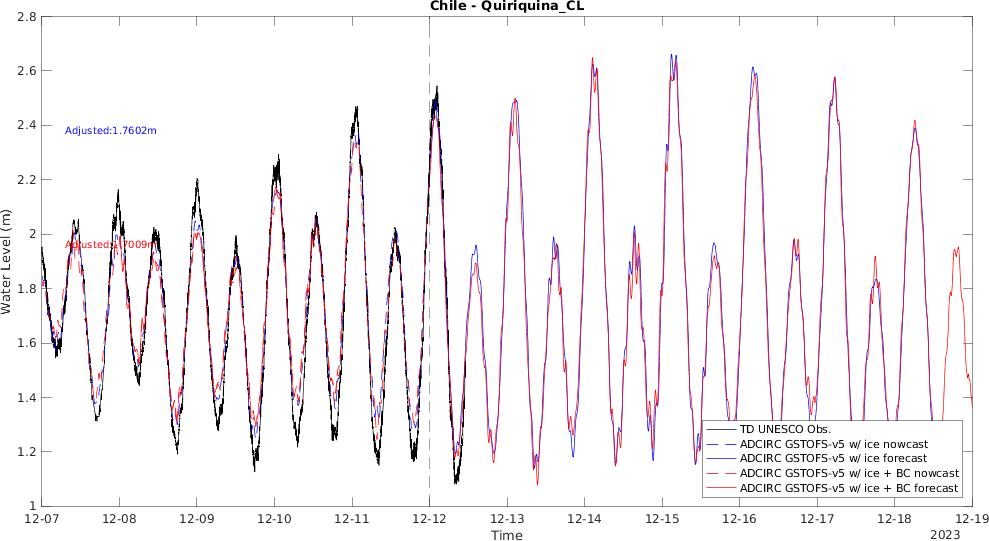 Chile - Quiriquina_CL
2.8
2.6
2.4
2.2
2
1.8
1.6
1.4
1.2
1
Water Level (m)
Adjusted:1.7602m
Adjusted:1.7009m
TD UNESCO Obs.
ADCIRC GSTOFS-v5 w/ ice nowcast
ADCIRC GSTOFS-v5 w/ ice forecast
ADCIRC GSTOFS-v5 w/ ice + BC nowcast
ADCIRC GSTOFS-v5 w/ ice + BC forecast
12-07 12-08 12-09 12-10 12-11 12-12 12-13 12-14 12-15 12-16 12-17 12-18 12-19
Time
2023